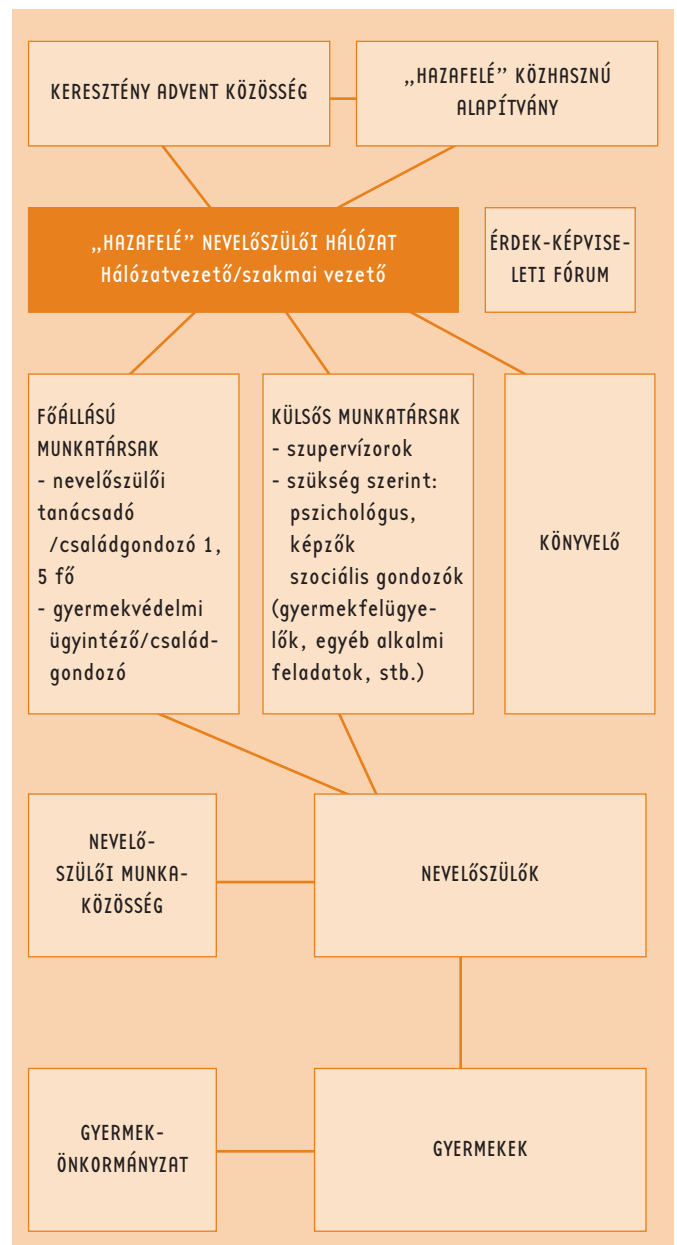 KERESZTÉNY ADVENT KÖZÖSSÉG
„HAZAFELÉ” KÖZHASZNÚ
ALAPÍTVÁNY
„HAZAFELÉ” NEVELŐSZÜLŐI HÁLÓZAT
Hálózatvezető/szakmai vezető
ÉRDEK-KÉPVISE-
LETI FÓRUM
FŐÁLLÁSÚ
MUNKATÁRSAK
- nevelőszülői
tanácsadó
/családgondozó 1,
5 fő
- gyermekvédelmi
ügyintéző/család-
gondozó
KÜLSŐS MUNKATÁRSAK
- szupervízorok
- szükség szerint:
pszichológus,
képzők
szociális gondozók
(gyermekfelügye-
lők, egyéb alkalmi
feladatok, stb.)
KÖNYVELŐ
NEVELŐ-
SZÜLŐI MUNKA-
KÖZÖSSÉG
NEVELŐSZÜLŐK
GYERMEK-
ÖNKORMÁNYZAT
GYERMEKEK